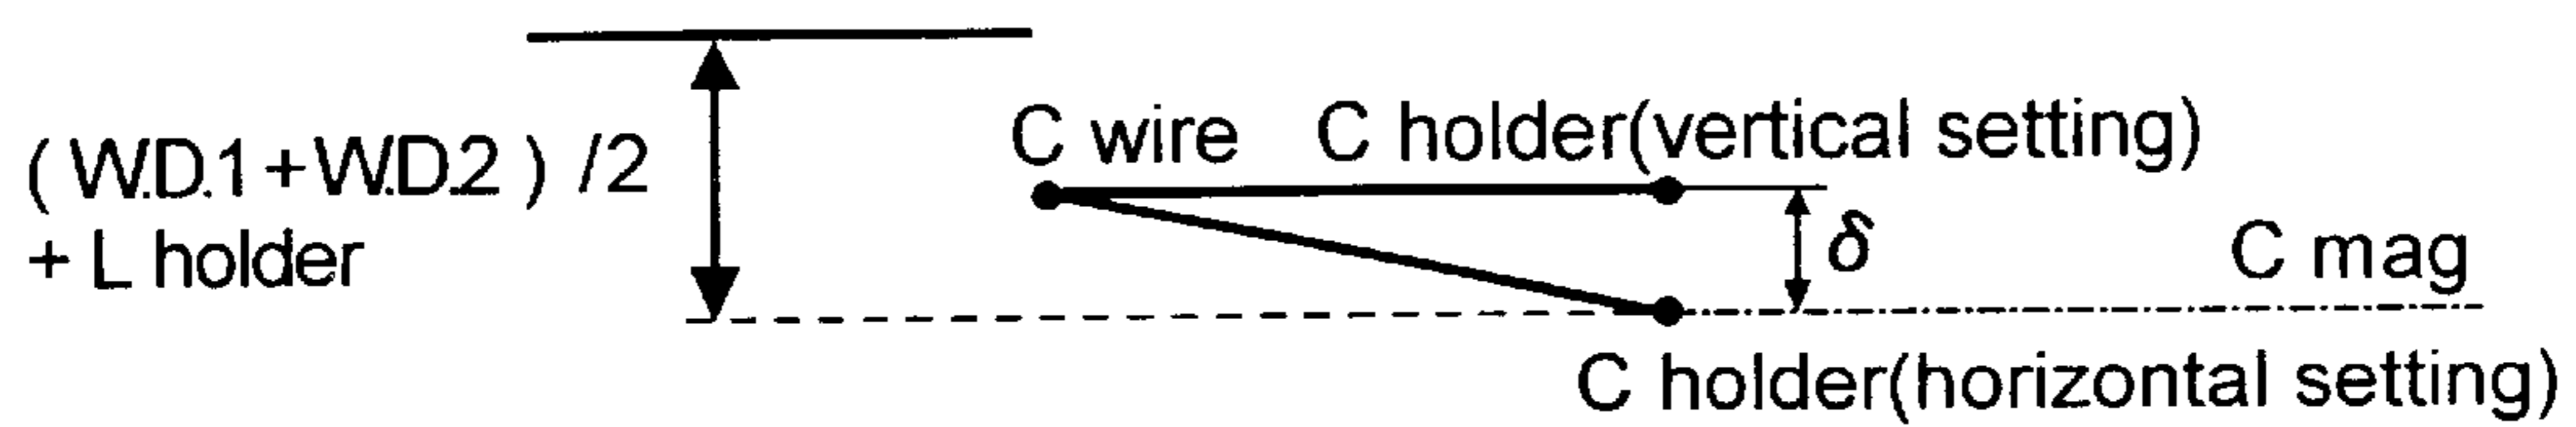 C wire C holder(vertical setting)
( W.D.1+W.D.2 ) /2
+ L holder
δ
C mag
C holder(horizontal setting)